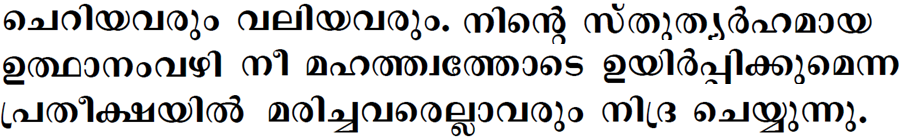 ചെറിയവരും വലിയവരും. നിന്റെ സ്തുത്യർഹമായ
ഉത്ഥാനംവഴി നീ മഹത്ത്വത്തോടെ ഉയിർപ്പിക്കുമെന്ന
പ്രതീക്ഷയിൽ മരിച്ചവരെല്ലാവരും നിദ്ര ചെയ്യുന്നു.